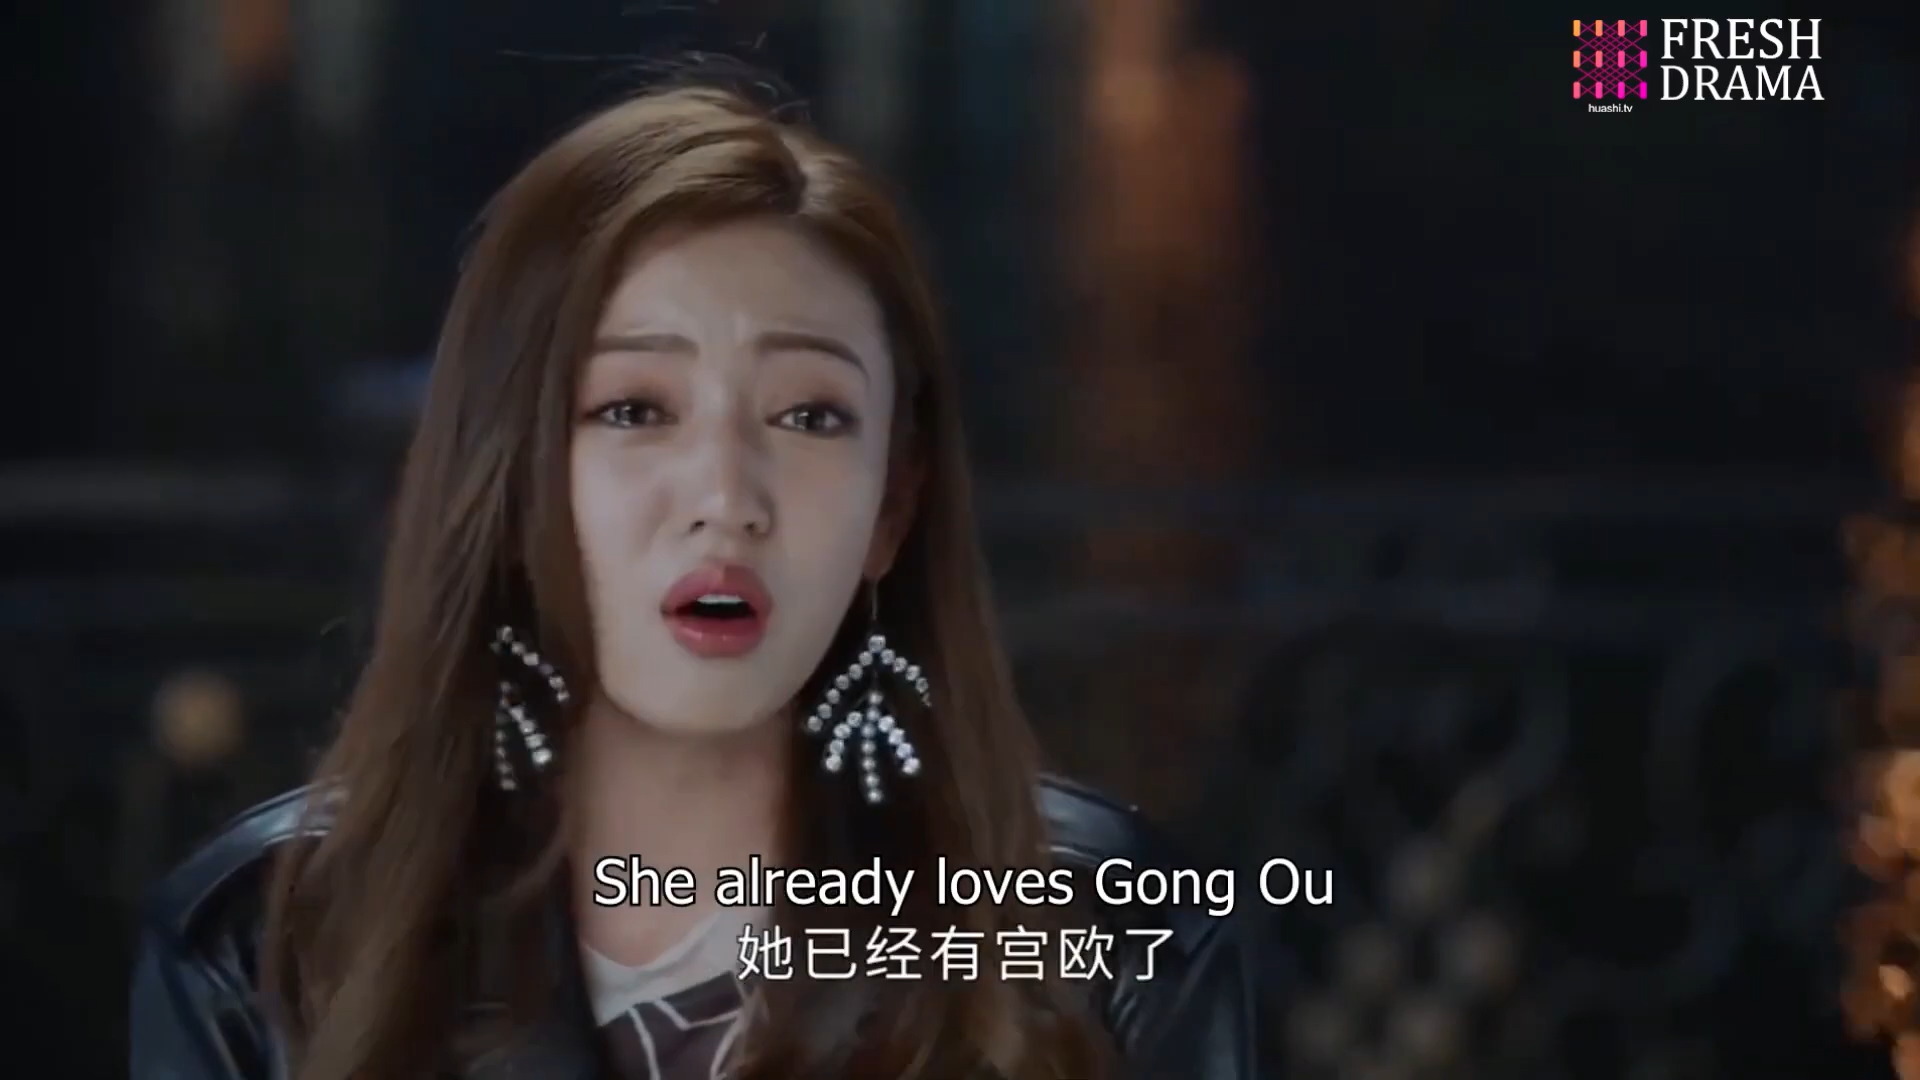 FRESH
DRAMA
huashi.tv
She already loves Gong Ou
她已经有宫欧了